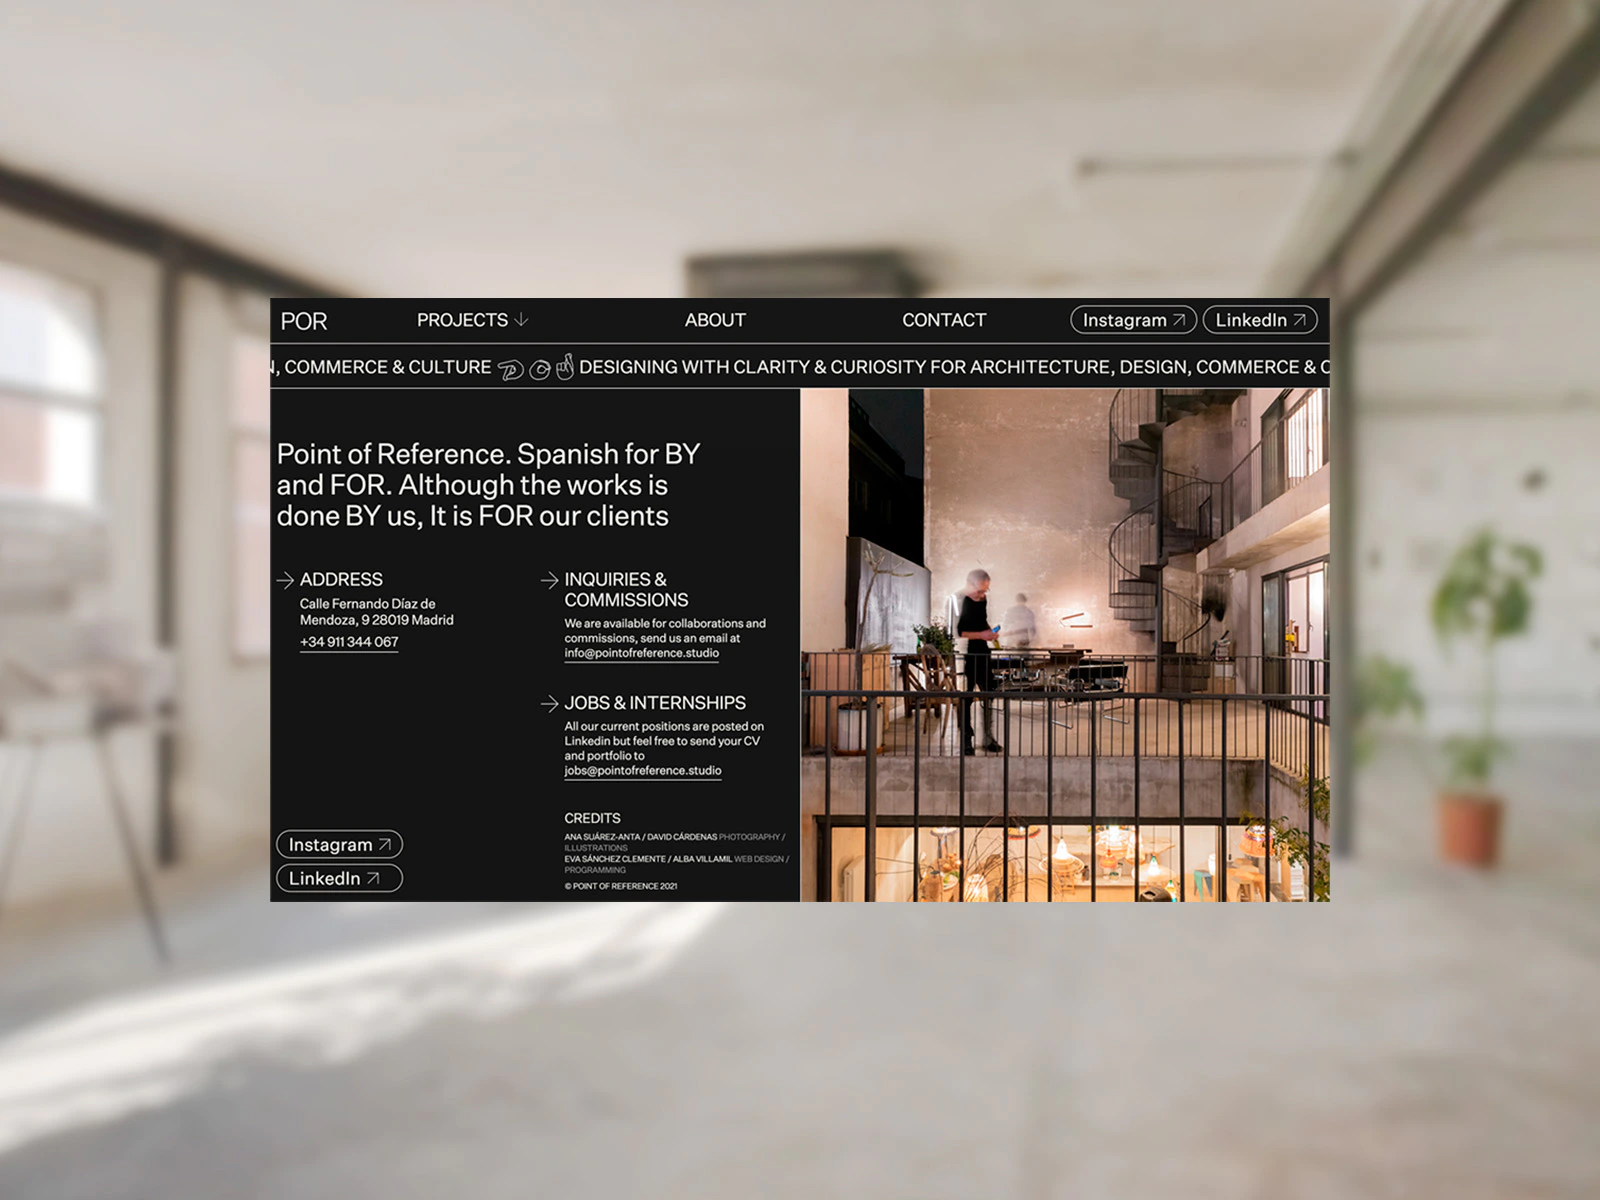 POR
PROJECTS
ABOUT
CONTACT
Instagram
LinkedIn
, COMMERCE & CULTURE DESIGNING WITH CLARITY & CURIOSITY FOR ARCHITECTURE, DESIGN, COMMERCE &
Point of Reference. Spanish for BY
and FOR. Although the works is
done BY us, It is FOR our clients
ADDRESS
Calle Fernando Díaz de
Mendoza, 9 28019 Madrid
+34 911 344 067
INQUIRIES &
COMMISSIONS
We are available for collaborations and
commissions, send us an email at
info@pointofreference.studio
JOBS & INTERNSHIPS
All our current positions are posted on
Linkedin but feel free to send your CV
and portfolio to
jobs@pointofreference.studio
CREDITS
ANA SUÁREZ-ANTA / DAVID CÁRDENAS PHOTOGRAPHY /
ILLUSTRATIONS
EVA SÁNCHEZ CLEMENTE / ALBA VILLAMIL WEB DESIGN /
PROGRAMMING
© POINT OF REFERENCE 2021
Instagram
LinkedIn